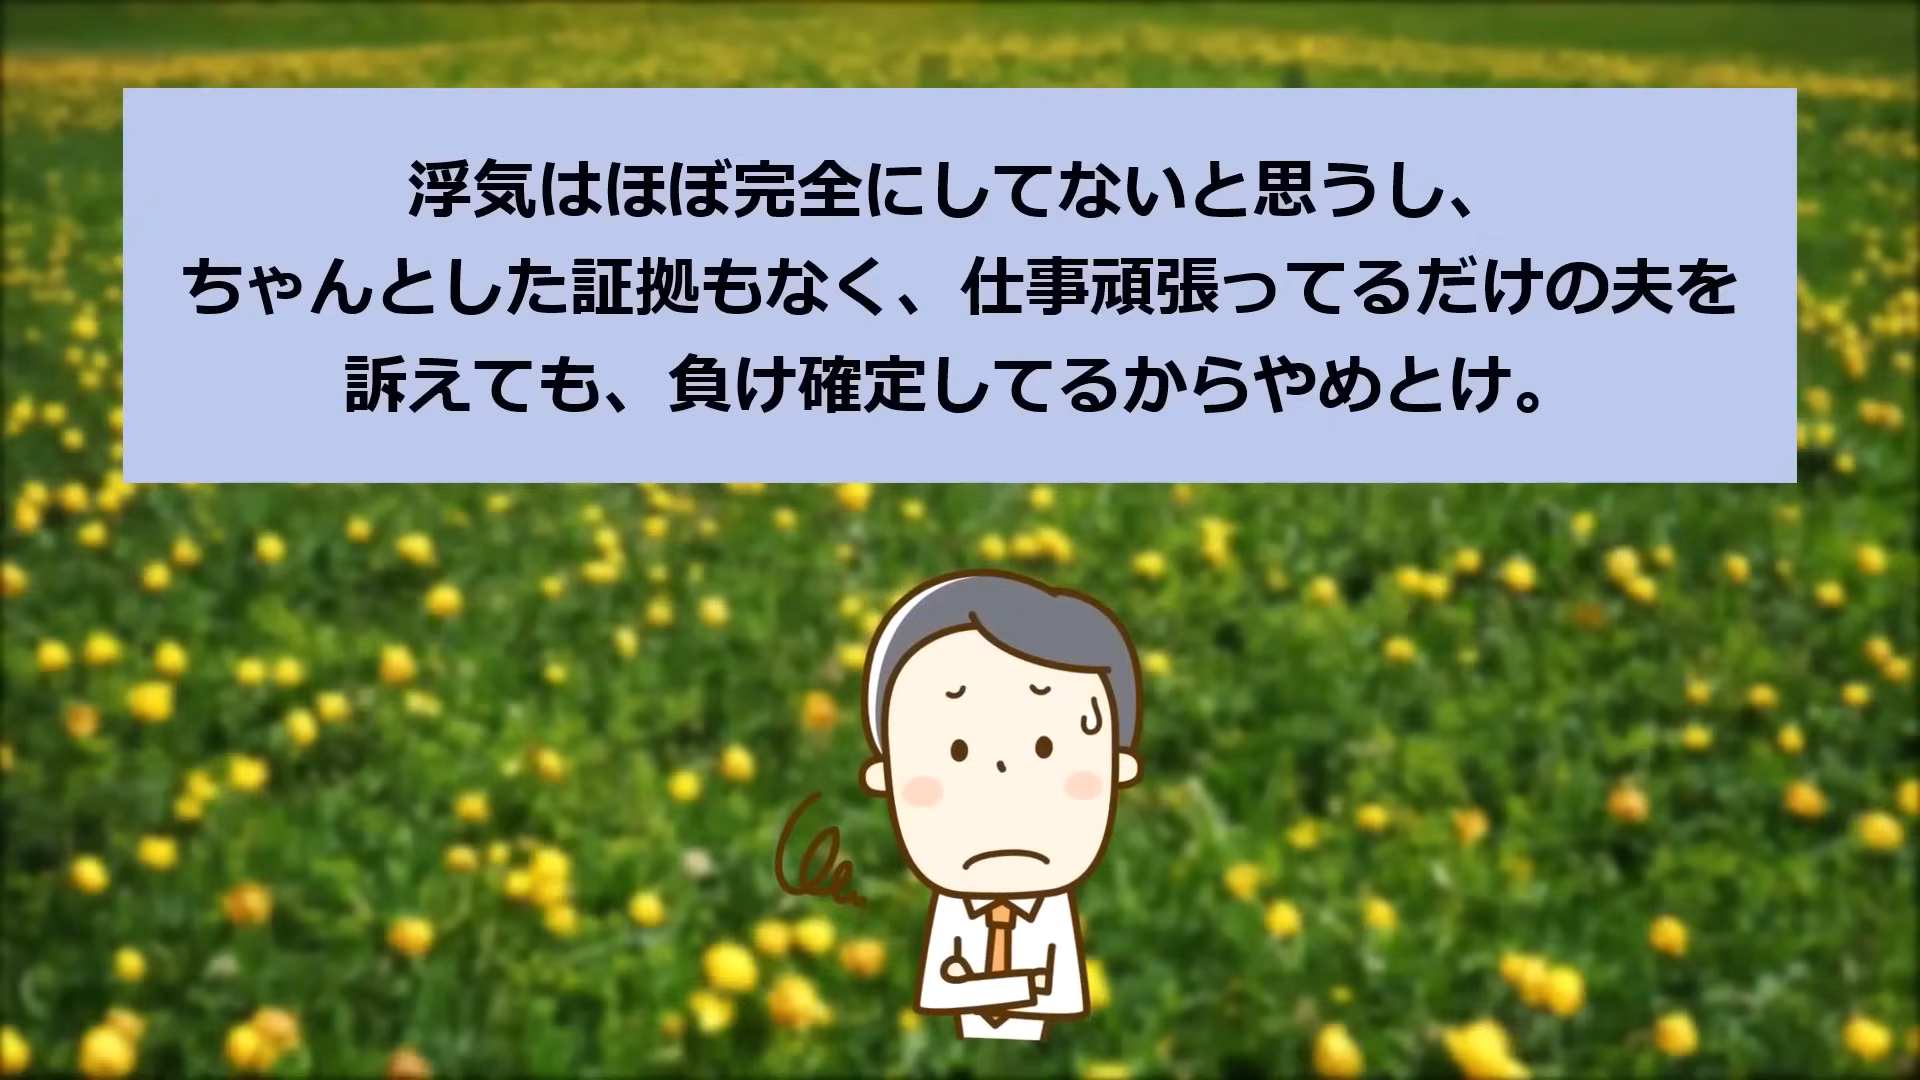 浮気はほぼ完全にしてないと思うし、
ちゃんとした証拠もなく、仕事頑張ってるだけの夫を
訴えても、負け確定してるからやめとけ。